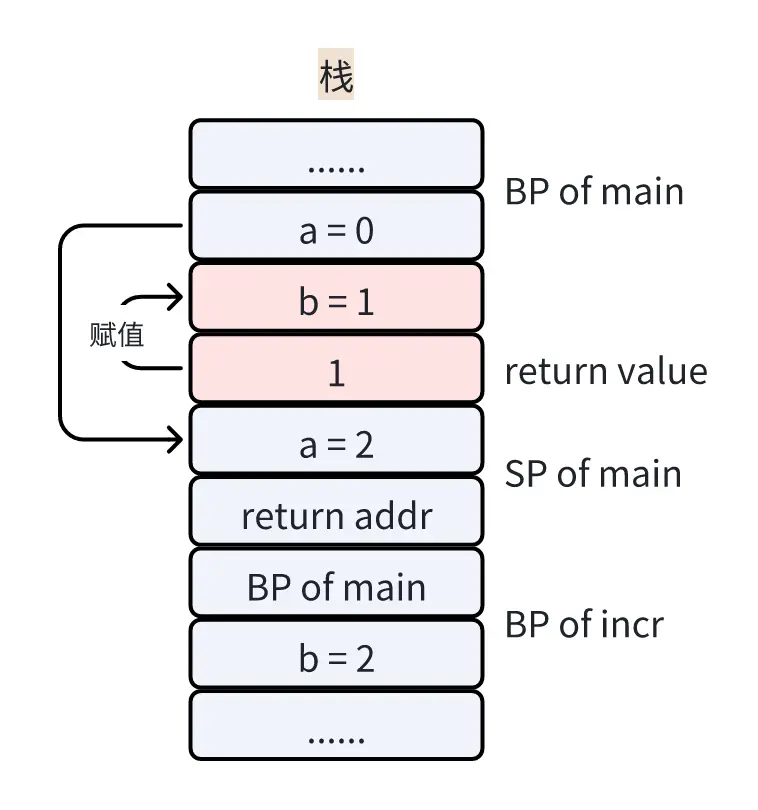 栈
......
BP of main
a = 0
b = 1
赋值
1
return value
a = 2
SP of main
return addr
BP of main
BP of incr
b = 2
......